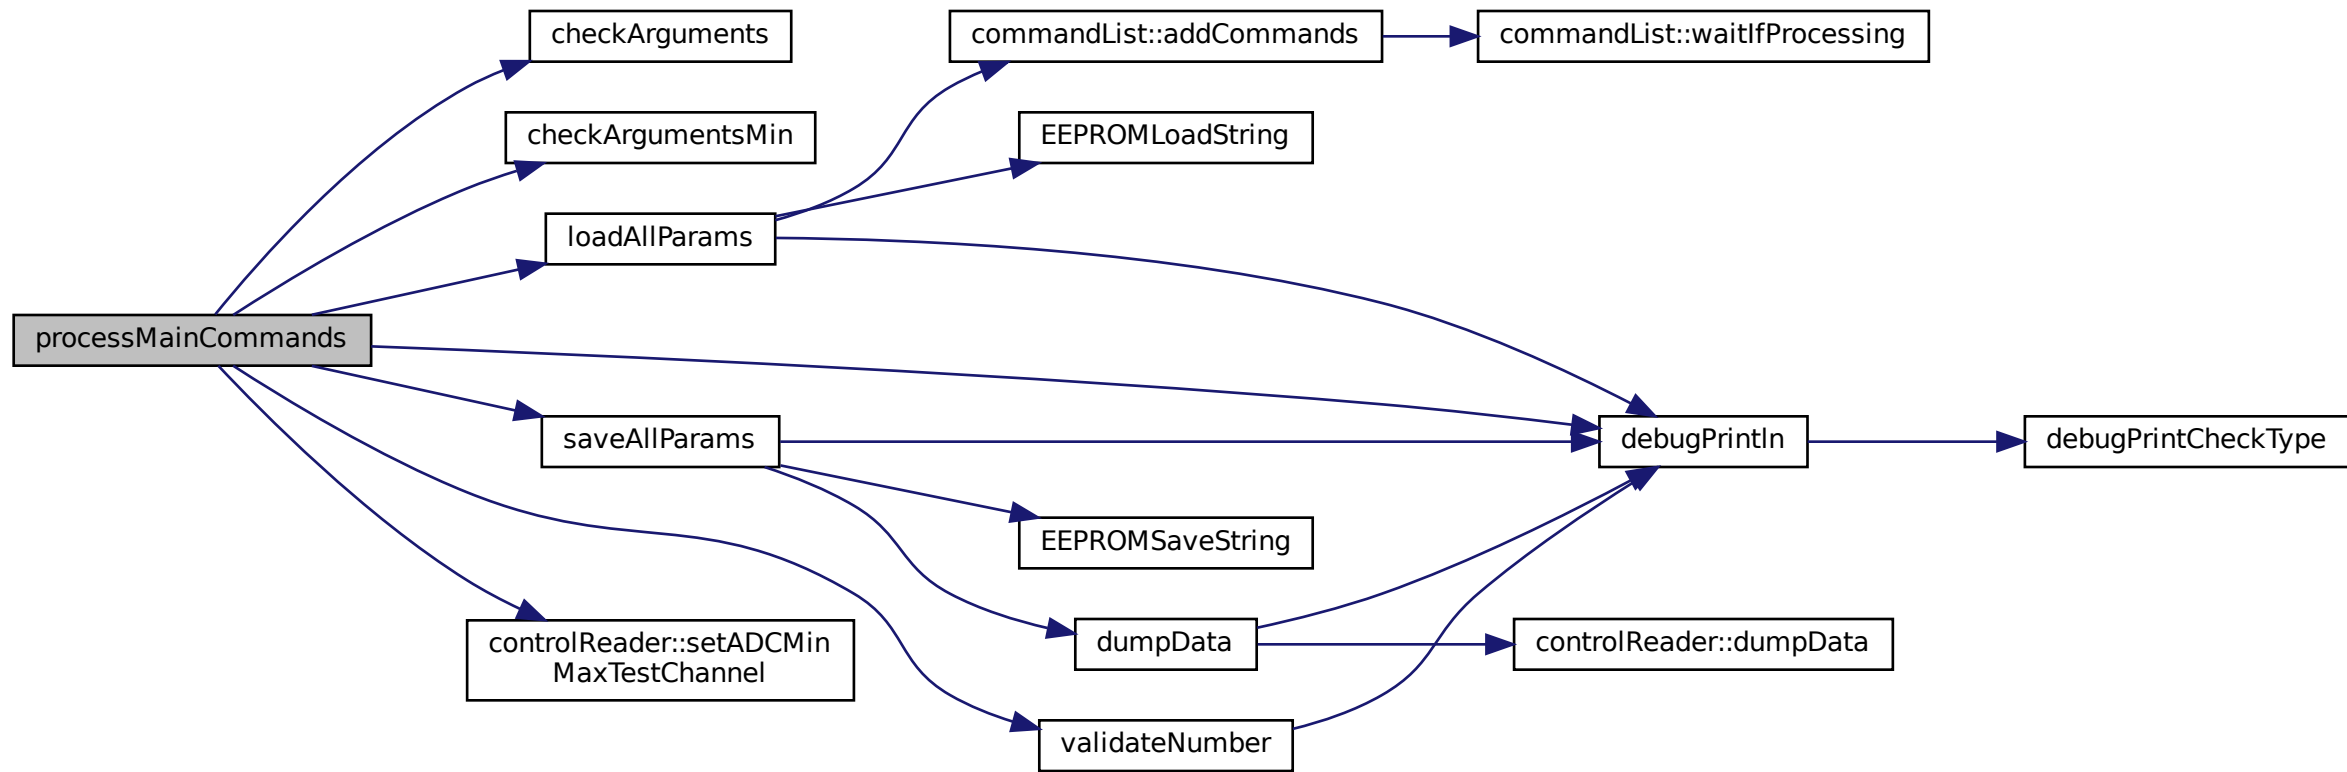 checkArguments
commandList::addCommands
commandList::waitIfProcessing
checkArgumentsMin
EEPROMLoadString
loadAllParams
processMainCommands
saveAllParams
debugPrintln
debugPrintCheckType
EEPROMSaveString
controlReader::setADCMin
MaxTestChannel
dumpData
controlReader::dumpData
validateNumber